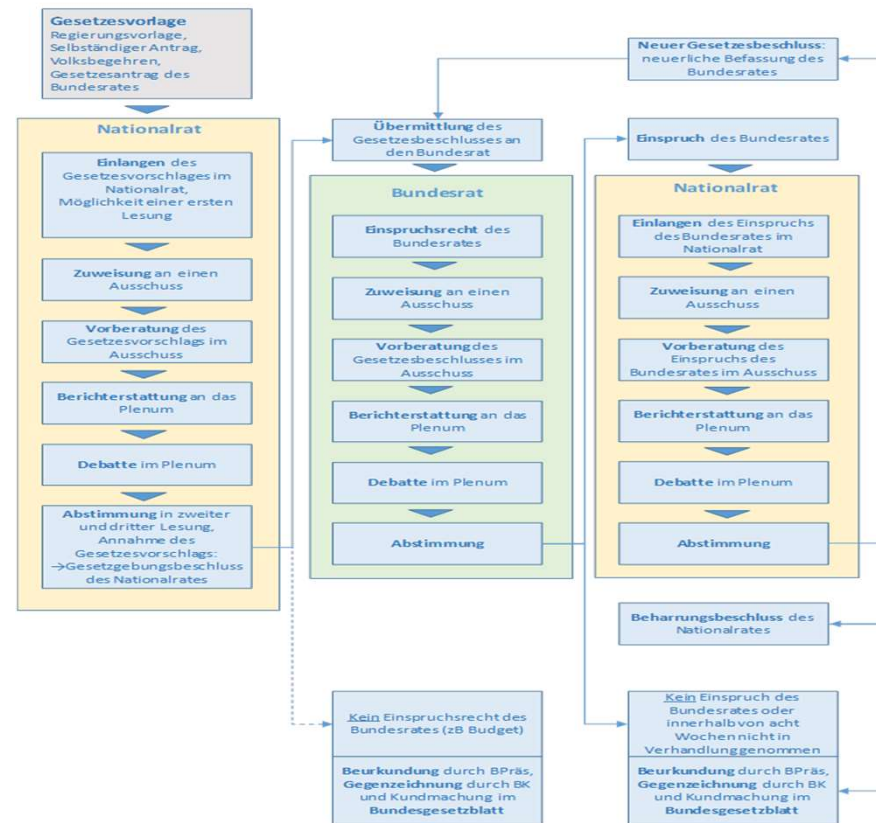 Gesetzesvorlage
Regierungsvorlage,
Selbständiger Antrag,
Volksbegehren,
Gesetzesantrag des
Bundesrates
Nationalrat
Einlangen des
Gesetzesvorschlages im
Nationalrat,
Möglichkeit einer ersten
Lesung
Zuweisung an einen
Ausschuss
Vorberatung des
Gesetzesvorschlags im
Ausschuss
Berichterstattung an das
Plenum
Debatte im Plenum
Abstimmung in zweiter
und dritter Lesung,
Annahme des
Gesetzesvorschlags:
→Gesetzgebungsbeschluss
des Nationalrates
Übermittlung des
Gesetzesbeschlusses an
den Bundesrat
Bundesrat
Einspruchsrecht des
Bundesrates
Zuweisung an einen
Ausschuss
Vorberatung des
Gesetzesbeschlusses im
Ausschuss
Berichterstattung an das
Plenum
Debatte im Plenum
Abstimmung
Kein Einspruchsrecht des
Bundesrates (zB Budget)
Beurkundung durch BPräs,
Gegenzeichnung durch BK
und Kundmachung im
Bundesgesetzblatt
Neuer Gesetzesbeschluss:
neuerliche Befassung des
Bundesrates
Einspruch des Bundesrates
Nationalrat
Einlangen des Einspruchs
des Bundesrates im
Nationalrat
Zuweisung an einen
Ausschuss
Vorberatung des
Einspruchs des
Bundesrates im Ausschuss
Berichterstattung an das
Plenum
Debatte im Plenum
Abstimmung
Beharrungsbeschluss des
Nationalrates
Kein Einspruch des
Bundesrates oder
innerhalb von acht
Wochen nicht in
Verhandlung genommen
Beurkundung durch BPräs,
Gegenzeichnung durch BK
und Kundmachung im
Bundesgesetzblatt